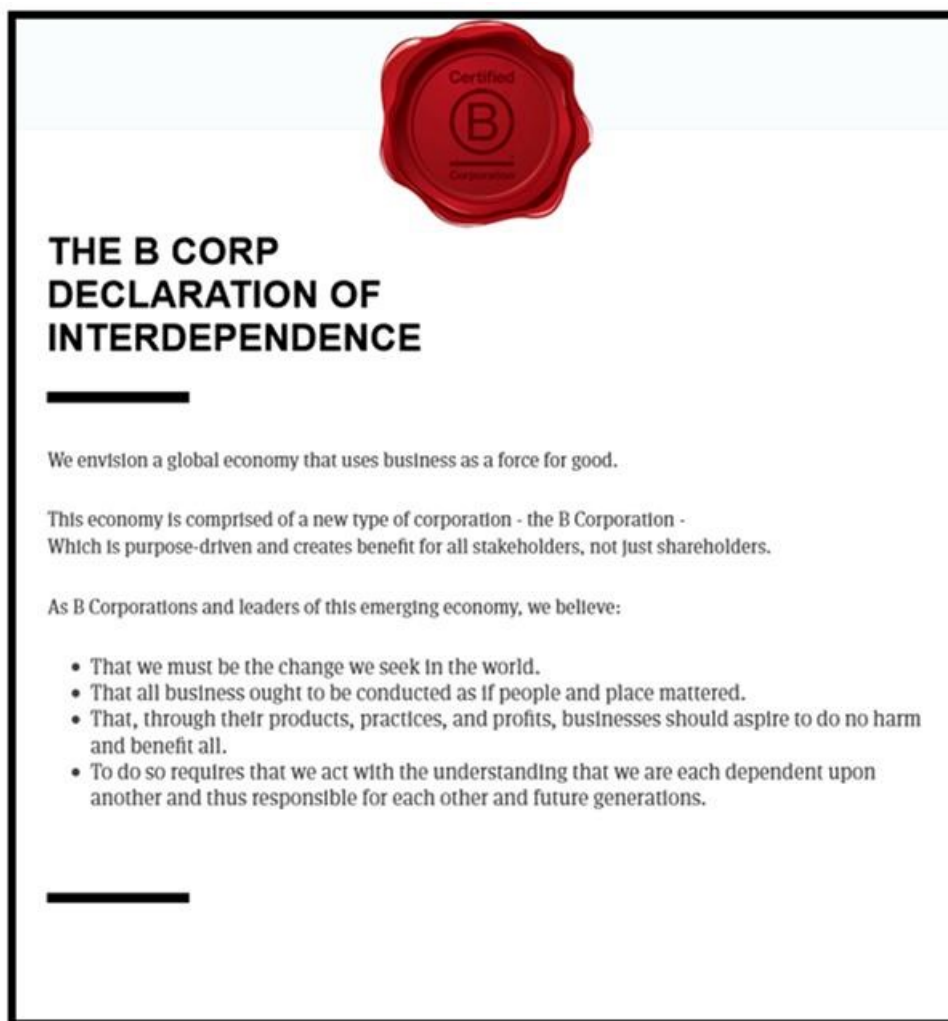 Certified
B
Corporation
THE B CORP
DECLARATION OF
INTERDEPENDENCE
We envision a global economy that uses business as a force for good.
This economy is comprised of a new type of corporation - the B Corporation -
Which is purpose-driven and creates benefit for all stakeholders, not just shareholders.
As B Corporations and leaders of this emerging economy, we believe:
• That we must be the change we seek in the world.
• That all business ought to be conducted as if people and place mattered.
• That, through their products, practices, and profits, businesses should aspire to do no harm
and benefit all.
• To do so requires that we act with the understanding that we are each dependent upon
another and thus responsible for each other and future generations.